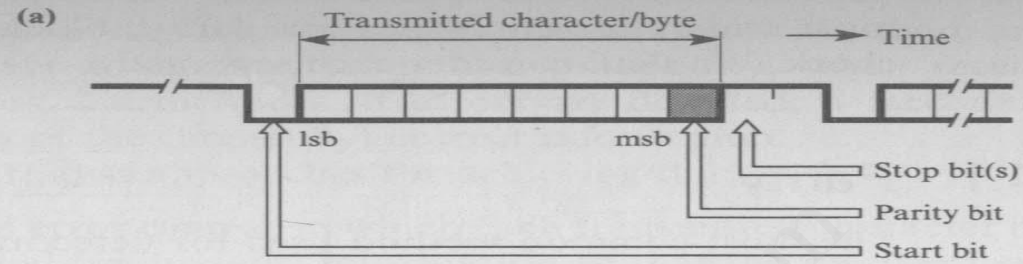 (a)
Transmitted character/byte
Time
lsb
msb
Stop bit(s)
Parity bit
Start bit